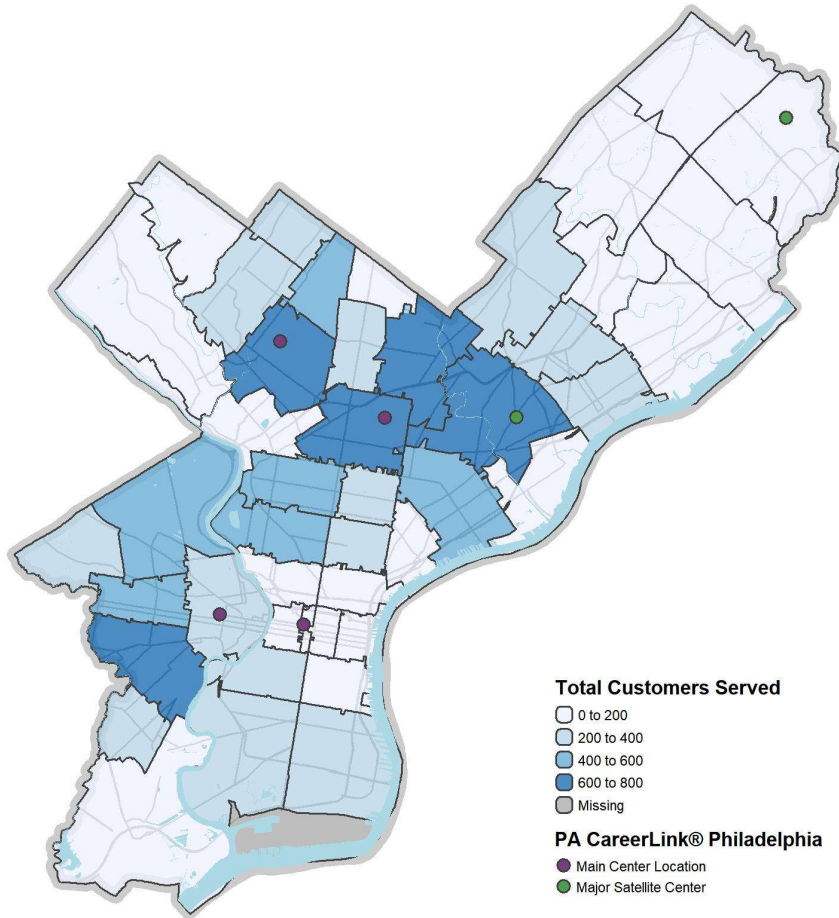 Total Customers Served
0 to 200
200 to 400
400 to 600
600 to 800
Missing
PA CareerLink® Philadelphia
Main Center Location
Major Satellite Center